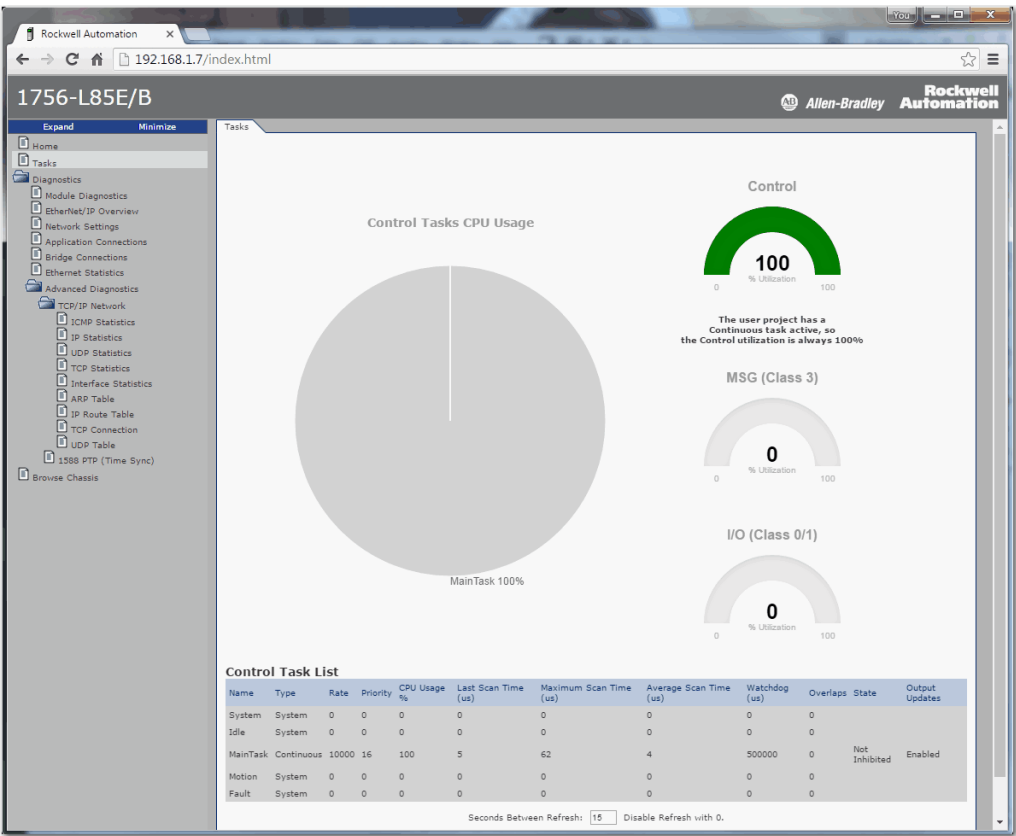 You
Rockwell Automation
192.168.1.7/index.html
1756-L85E/B
AB Allen-Bradley
Rockwell Automation
Expand Minimize
Home
Tasks
Diagnostics
Module Diagnostics
EtherNet/IP Overview
Network Settings
Application Connections
Bridge Connections
Ethernet Statistics
Advanced Diagnostics
TCP/IP Network
ICMP Statistics
IP Statistics
UDP Statistics
TCP Statistics
Interface Statistics
ARP Table
IP Route Table
TCP Connection
UDP Table
1588 PTP (Time Sync)
Browse Chassis
Tasks
Control Tasks CPU Usage
MainTask 100%
Control
100
% Utilization
0 100
The user project has a
Continuous task active, so
the Control utilization is always 100%
MSG (Class 3)
0
% Utilization
0 100
I/O (Class 0/1)
0
% Utilization
0 100
Control Task List
Name Type Rate Priority CPU Usage % Last Scan Time (us) Maximum Scan Time (us) Average Scan Time (us) Watchdog (us) Overlaps State Output Updates
System System 0 0 0 0 0 0 0 0
Idle System 0 0 0 0 0 0 0 0
MainTask Continuous 10000 16 100 5 62 4 500000 0 Not Inhibited Enabled
Motion System 0 0 0 0 0 0 0 0
Fault System 0 0 0 0 0 0 0 0
Seconds Between Refresh: 15 Disable Refresh with 0.